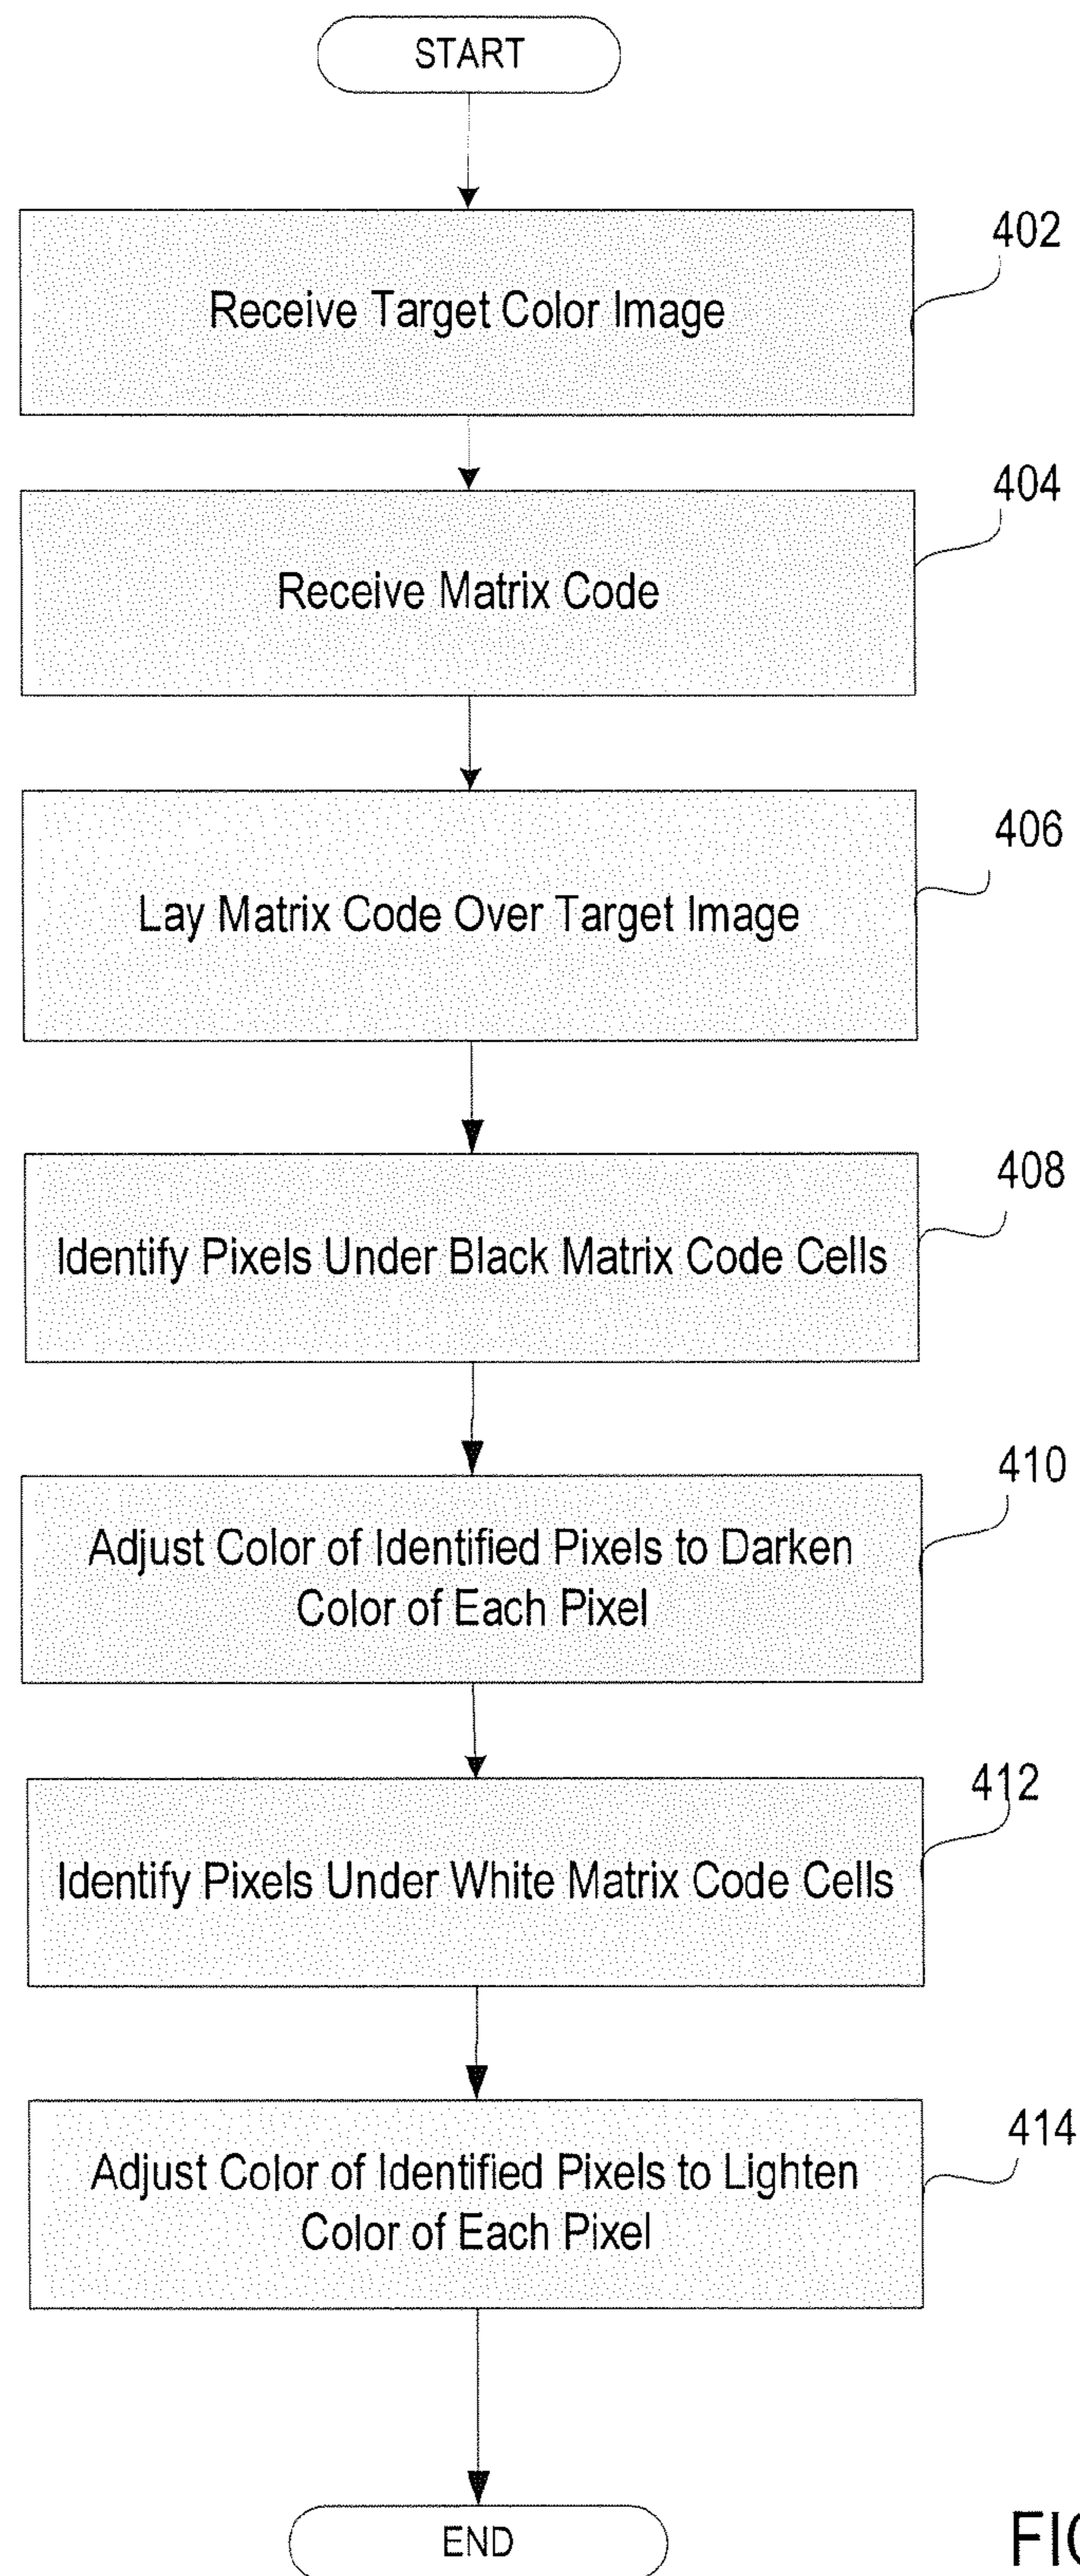 START
402
Receive Target Color Image
404
Receive Matrix Code
406
Lay Matrix Code Over Target Image
408
Identify Pixels Under Black Matrix Code Cells
410
Adjust Color of Identified Pixels to Darken
Color of Each Pixel
412
Identify Pixels Under White Matrix Code Cells
414
Adjust Color of Identified Pixels to Lighten
Color of Each Pixel
END